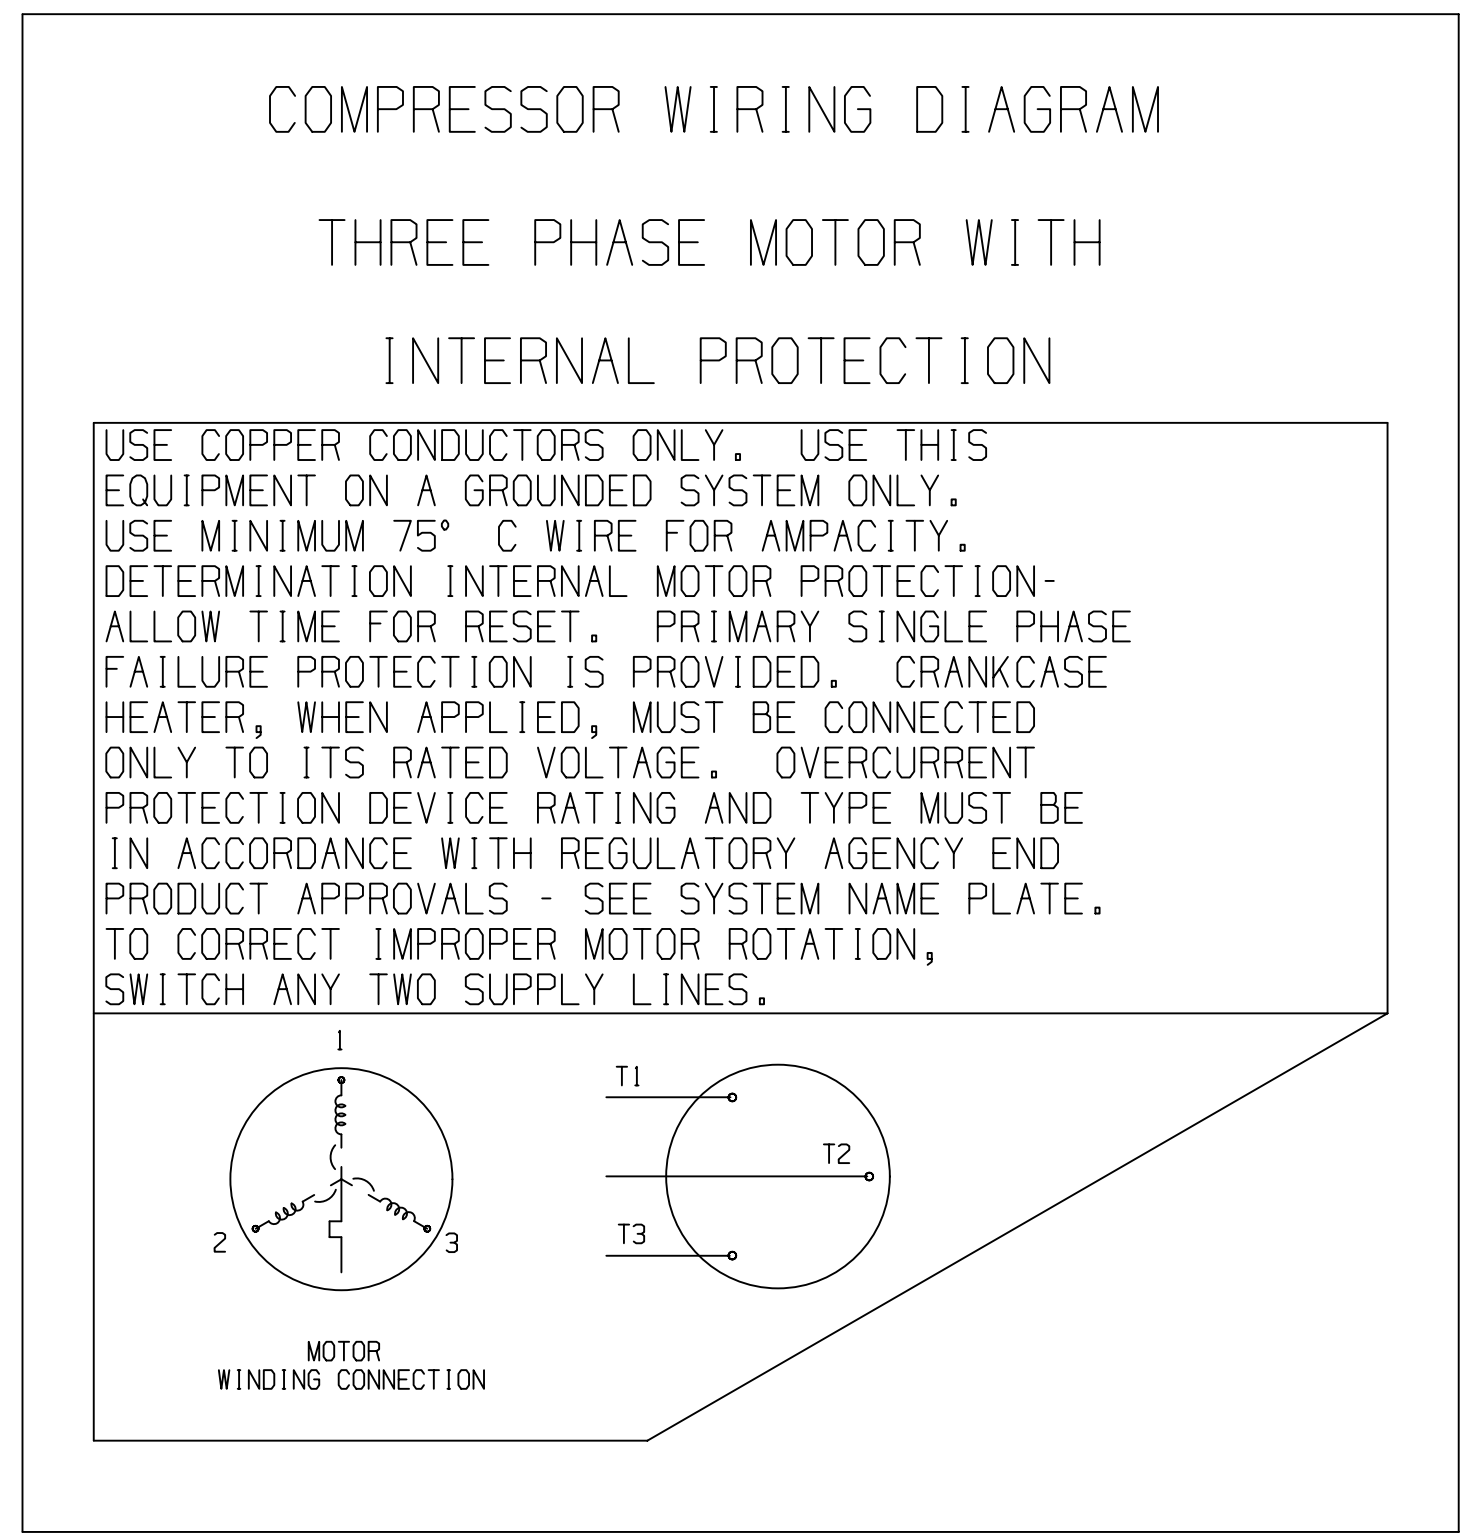 COMPRESSOR WIRING DIAGRAM
THREE PHASE MOTOR WITH
INTERNAL PROTECTION
USE COPPER CONDUCTORS ONLY. USE THIS
EQUIPMENT ON A GROUNDED SYSTEM ONLY.
USE MINIMUM 75° C WIRE FOR AMPACITY.
DETERMINATION INTERNAL MOTOR PROTECTION-
ALLOW TIME FOR RESET. PRIMARY SINGLE PHASE
FAILURE PROTECTION IS PROVIDED. CRANKCASE
HEATER, WHEN APPLIED, MUST BE CONNECTED
ONLY TO ITS RATED VOLTAGE. OVERCURRENT
PROTECTION DEVICE RATING AND TYPE MUST BE
IN ACCORDANCE WITH REGULATORY AGENCY END
PRODUCT APPROVALS - SEE SYSTEM NAME PLATE.
TO CORRECT IMPROPER MOTOR ROTATION,
SWITCH ANY TWO SUPPLY LINES.
1
2
3
MOTOR
WINDING CONNECTION
T1
T2
T3